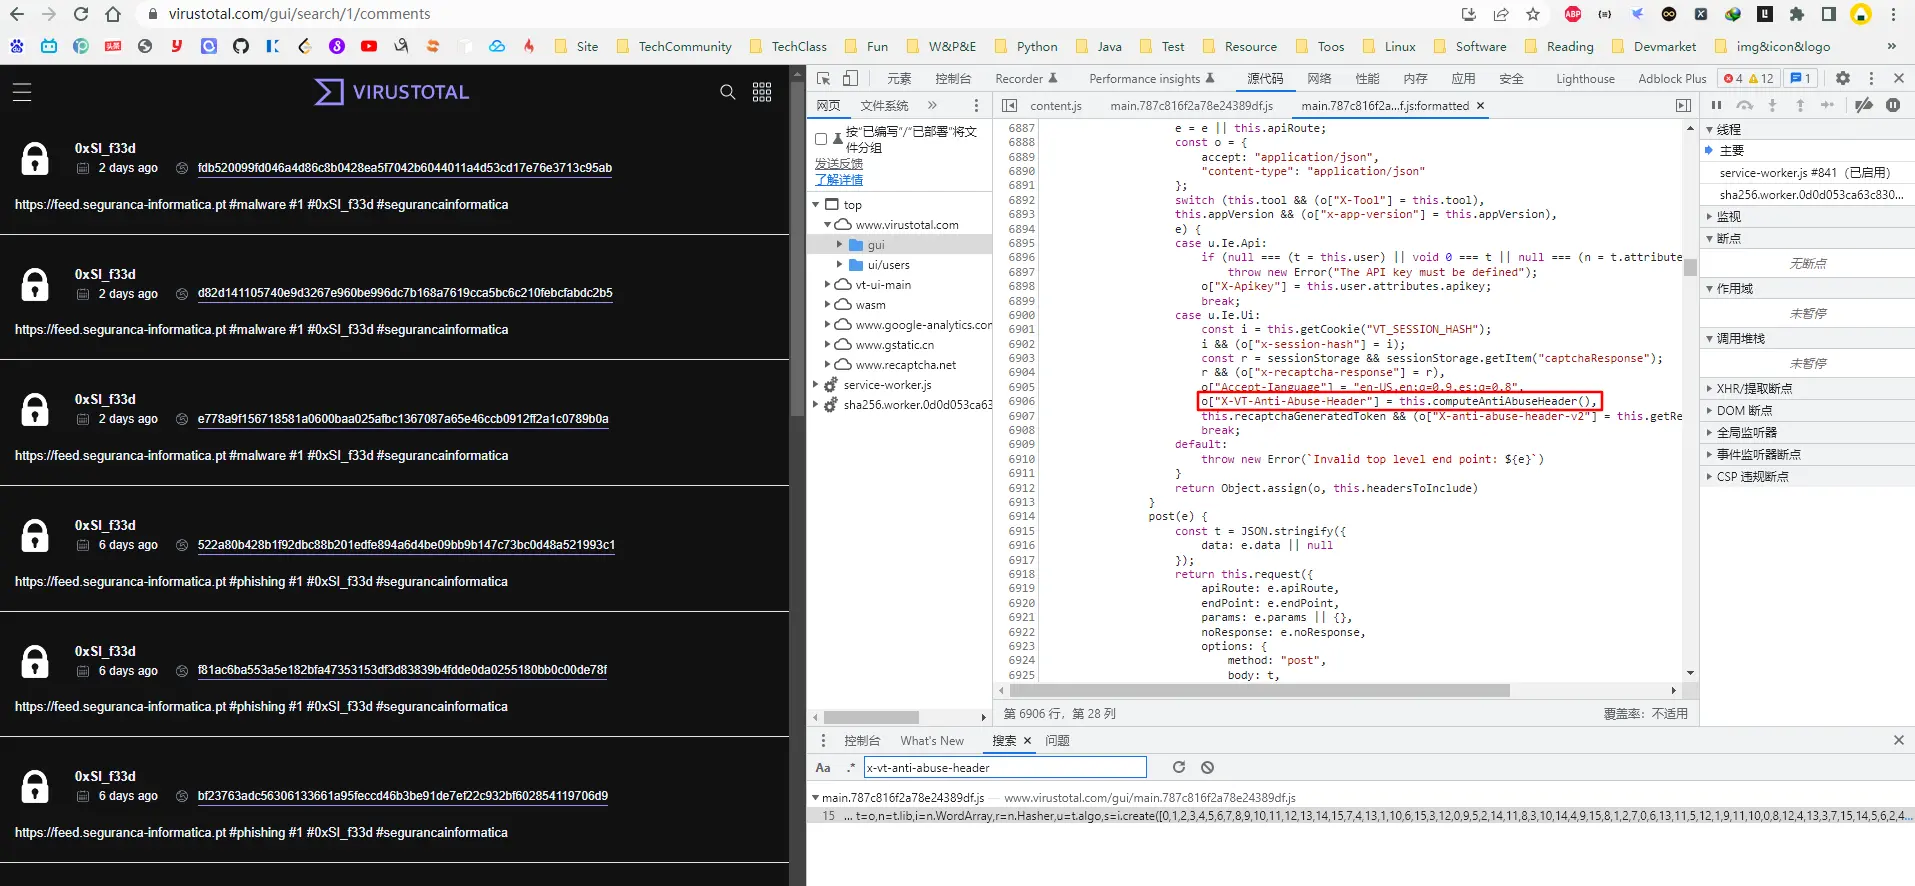 virustotal.com/gui/search/1/comments
Site TechCommunity TechClass Fun W&P&E Python Java Test Resource Toos Linux Software Reading Devmarket img&icon&logo »
VIRUSTOTAL
0xSI_f33d
2 days ago fdb520099fd046a4d86c8b0428ea5f7042b6044011a4d53cd17e76e3713c95ab
https://feed.seguranca-informatica.pt #malware #1 #0xSI_f33d #segurancainformatica
0xSI_f33d
2 days ago d82d141105740e9d3267e960be996dc7b168a7619cca5bc6c210febcfabdc2b5
https://feed.seguranca-informatica.pt #malware #1 #0xSI_f33d #segurancainformatica
0xSI_f33d
2 days ago e778a9f156718581a0600baa025afbc1367087a65e46ccb0912ff2a1c0789b0a
https://feed.seguranca-informatica.pt #malware #1 #0xSI_f33d #segurancainformatica
0xSI_f33d
6 days ago 522a80b428b1f92dbc88b201edfe894a6d4be09bb9b147c73bc0d48a521993c1
https://feed.seguranca-informatica.pt #phishing #1 #0xSI_f33d #segurancainformatica
0xSI_f33d
6 days ago f81ac6ba553a5e182bfa47353153df3d83839b4fdde0da0255180bb0c00de78f
https://feed.seguranca-informatica.pt #phishing #1 #0xSI_f33d #segurancainformatica
0xSI_f33d
6 days ago bf23763adc56306133661a95feccd46b3be91de7ef22c932bf602854119706d9
https://feed.seguranca-informatica.pt #phishing #1 #0xSI_f33d #segurancainformatica
元素 控制台 Recorder Performance insights 源代码 网络 性能 内存 应用 安全 Lighthouse Adblock Plus 4 12 1
网页 文件系统 »
按"已编写"/"已部署"将文
件分组
发送反馈
了解详情
top
www.virustotal.com
gui
ui/users
vt-ui-main
wasm
www.google-analytics.com
www.gstatic.cn
www.recaptcha.net
service-worker.js
sha256.worker.0d0d053ca63
content.js main.787c816f2a78e24389df.js main.787c816f2a...f.js:formatted ×
6887 e = e || this.apiRoute;
6888 const o = {
6889 accept: "application/json",
6890 "content-type": "application/json"
6891 };
6892 switch (this.tool && (o["X-Tool"] = this.tool),
6893 this.appVersion && (o["x-app-version"] = this.appVersion),
6894 e) {
6895 case u.Ie.Api:
6896 if (null === (t = this.user) || void 0 === t || null === (n = t.attribute
6897 throw new Error("The API key must be defined");
6898 o["X-Apikey"] = this.user.attributes.apikey;
6899 break;
6900 case u.Ie.Ui:
6901 const i = this.getCookie("VT_SESSION_HASH");
6902 i && (o["x-session-hash"] = i);
6903 const r = sessionStorage && sessionStorage.getItem("captchaResponse");
6904 r && (o["x-recaptcha-response"] = r),
6905 o["Accept-Ianguage"] = "en-US,en;q=0.9,es;q=0.8",
6906 o["X-VT-Anti-Abuse-Header"] = this.computeAntiAbuseHeader(),
6907 this.recaptchaGeneratedToken && (o["X-anti-abuse-header-v2"] = this.getRe
6908 break;
6909 default:
6910 throw new Error(`Invalid top level end point: ${e}`)
6911 }
6912 return Object.assign(o, this.headersToInclude)
6913 }
6914 post(e) {
6915 const t = JSON.stringify({
6916 data: e.data || null
6917 });
6918 return this.request({
6919 apiRoute: e.apiRoute,
6920 endPoint: e.endPoint,
6921 params: e.params || {},
6922 noResponse: e.noResponse,
6923 options: {
6924 method: "post",
6925 body: t,
第 6906 行，第 28 列 覆盖率：不适用
线程
主要
service-worker.js #841（已启用）
sha256.worker.0d0d053ca63c830...
监视
断点
无断点
作用域
未暂停
调用堆栈
未暂停
XHR/提取断点
DOM 断点
全局监听器
事件监听器断点
CSP 违规断点
控制台 What's New 搜索 × 问题
Aa .* x-vt-anti-abuse-header
main.787c816f2a78e24389df.js — www.virustotal.com/gui/main.787c816f2a78e24389df.js
15 ... t=o,n=t.lib,i=n.WordArray,r=n.Hasher,u=t.algo,s=i.create([0,1,2,3,4,5,6,7,8,9,10,11,12,13,14,15,7,4,13,1,10,6,15,3,12,0,9,5,2,14,11,8,3,10,14,4,9,15,8,1,2,7,0,6,13,11,5,12,1,9,11,10,0,8,12,4,13,3,7,15,14,5,6,2,4...